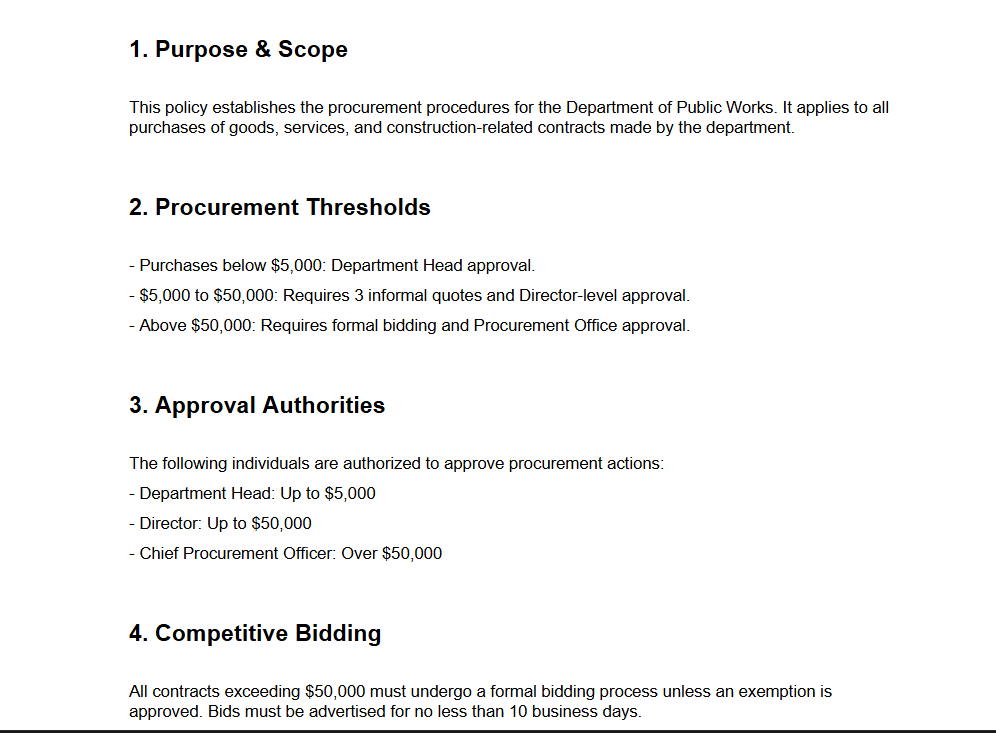 1. Purpose & Scope
This policy establishes the procurement procedures for the Department of Public Works. It applies to all
purchases of goods, services, and construction-related contracts made by the department.
2. Procurement Thresholds
- Purchases below $5,000: Department Head approval.
- $5,000 to $50,000: Requires 3 informal quotes and Director-level approval.
- Above $50,000: Requires formal bidding and Procurement Office approval.
3. Approval Authorities
The following individuals are authorized to approve procurement actions:
- Department Head: Up to $5,000
- Director: Up to $50,000
- Chief Procurement Officer: Over $50,000
4. Competitive Bidding
All contracts exceeding $50,000 must undergo a formal bidding process unless an exemption is
approved. Bids must be advertised for no less than 10 business days.